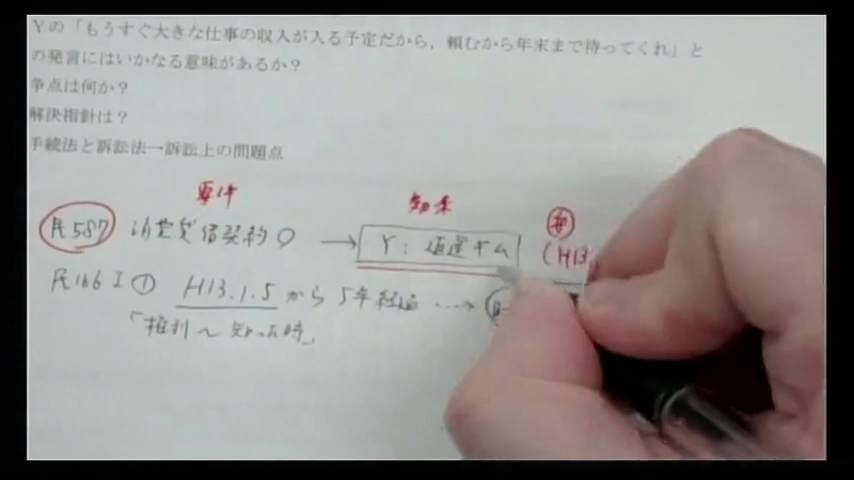 Yの「もうすぐ大きな仕事の収入が入る予定だから，頼むから年末まで待ってくれ」と
の発言にはいかなる意味があるか？
争点は何か？
解決指針は？
手続法と訴訟法→訴訟上の問題点
要件 効果
民587 消費貸借契約 ○ → Y：返還ギム (H13.
民166 I ① H13.1.5 から 5年経過 ‥‥→
「権利〜知った時」